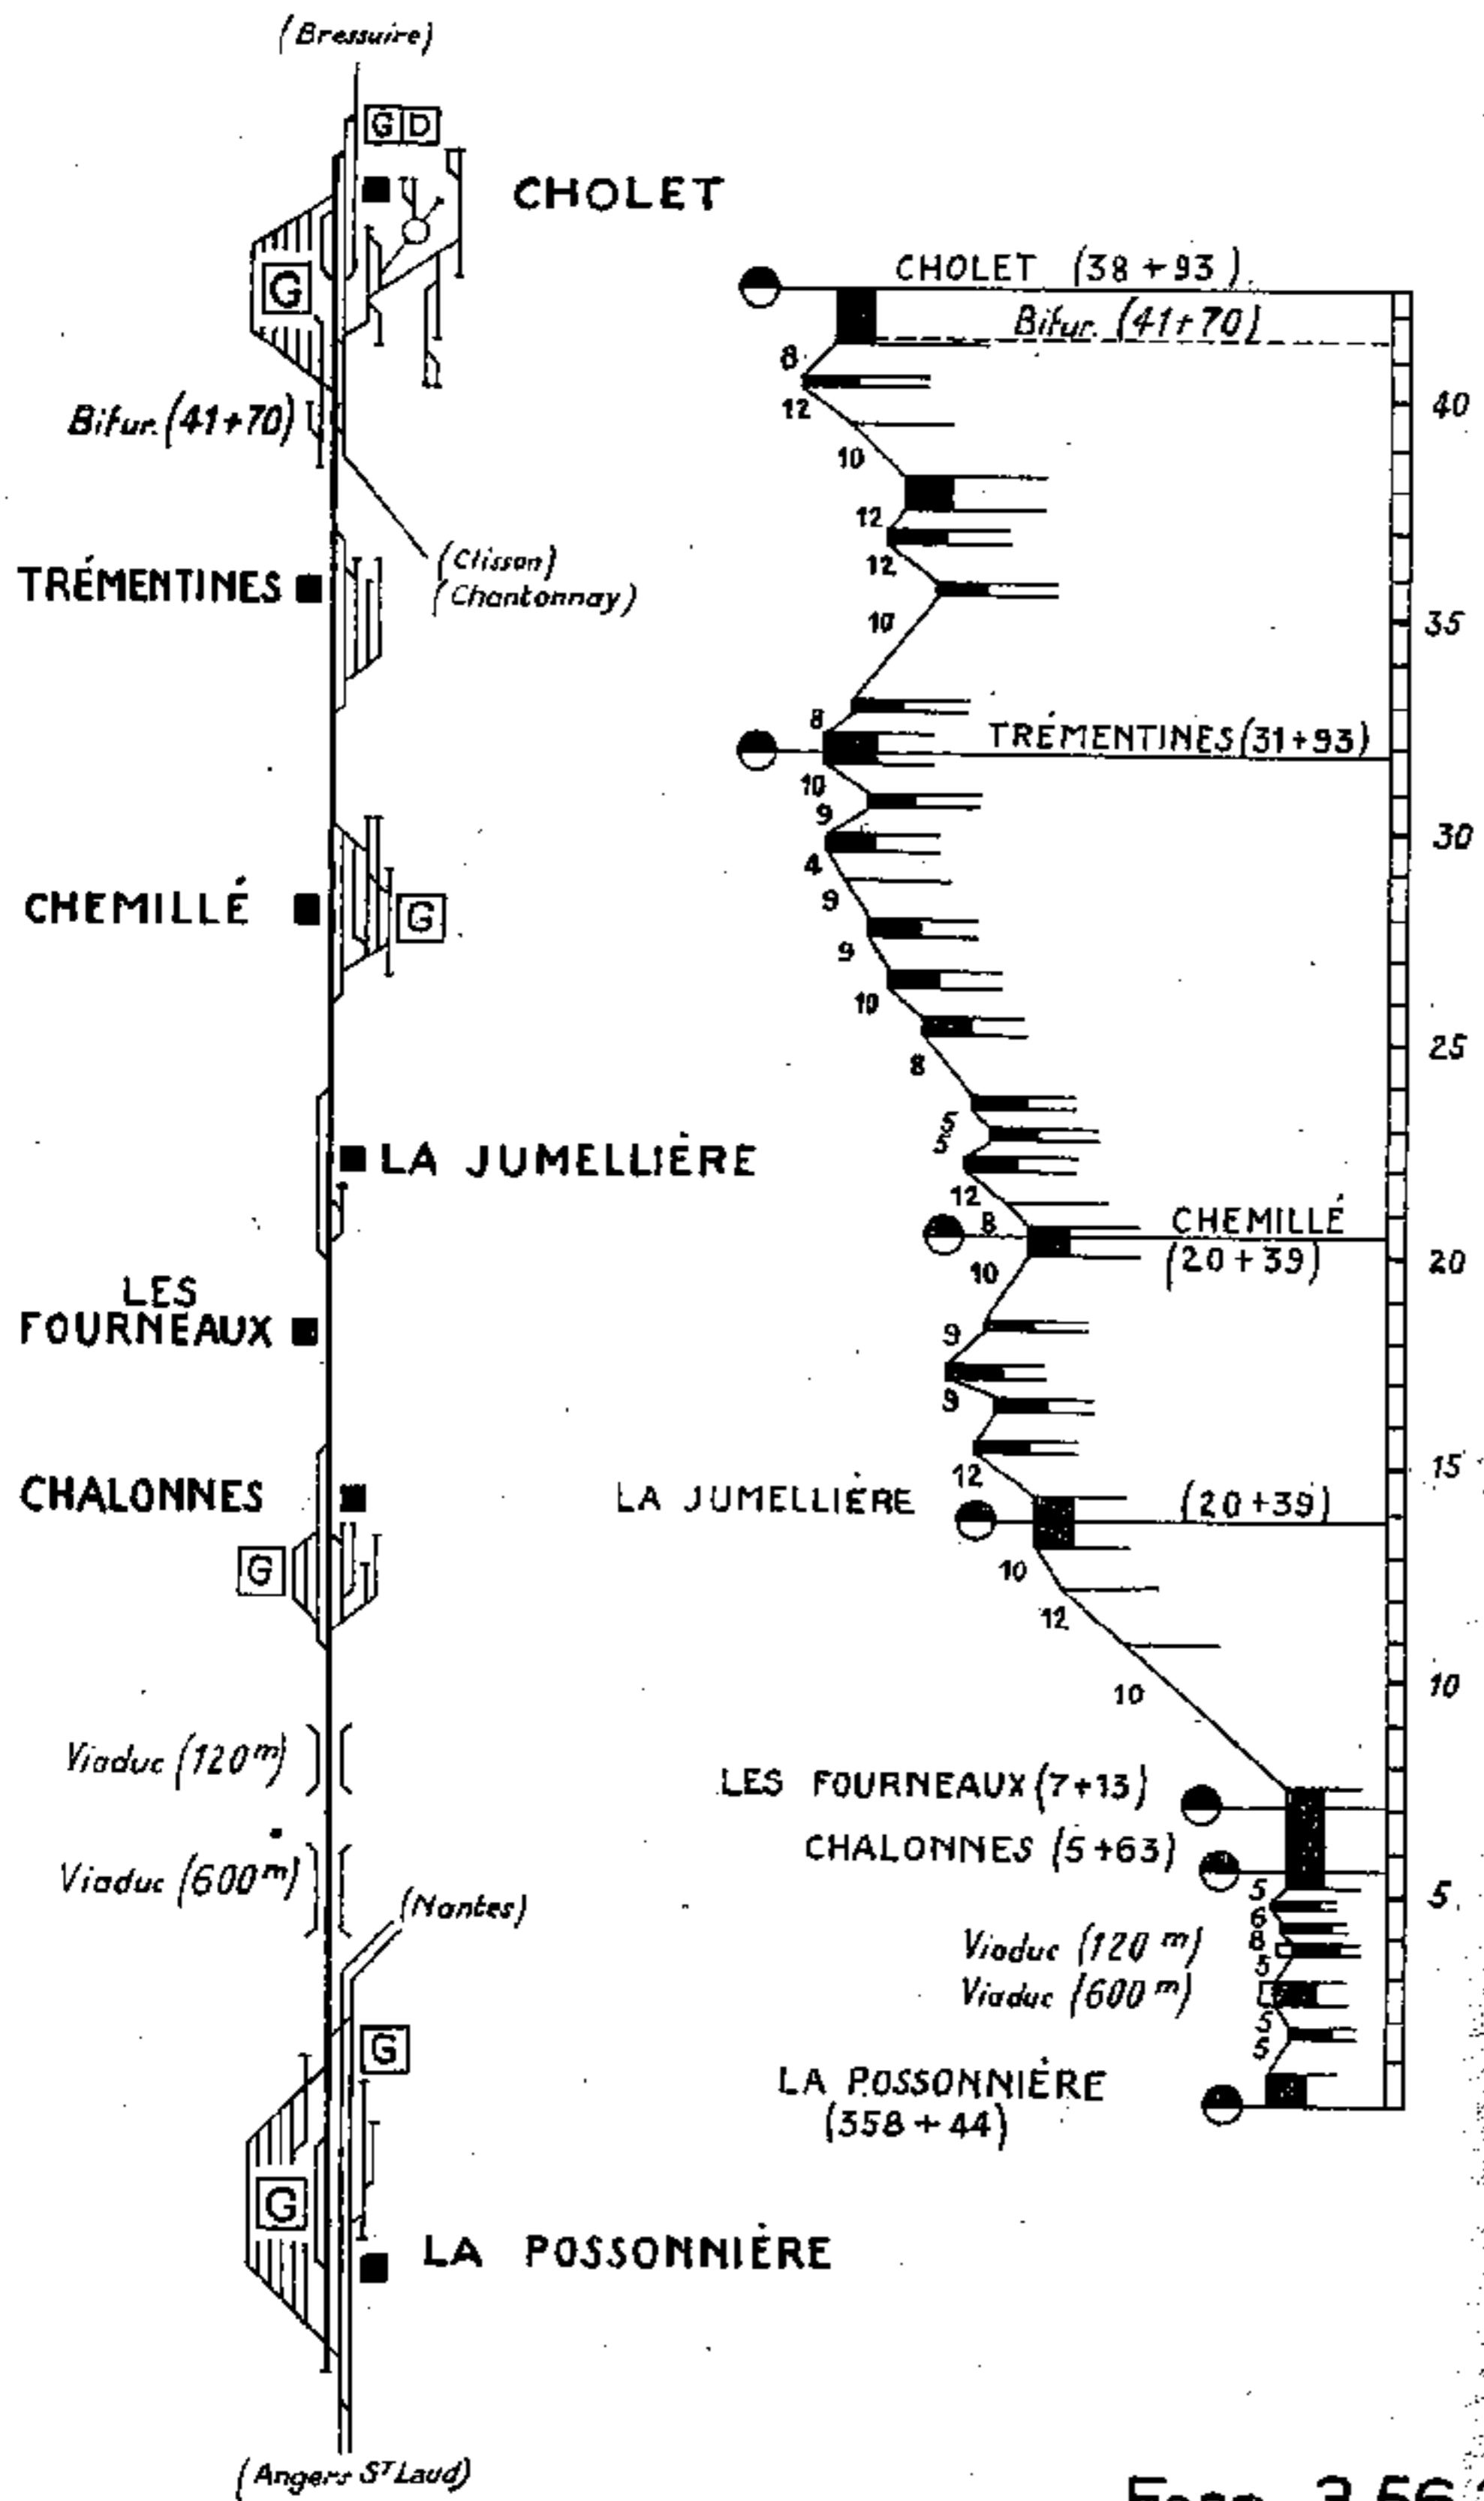 (Bressuire)
G D
CHOLET
G
Bifur. (41+70)
(Clisson)
(Chantonnay)
TRÉMENTINES
CHEMILLÉ
G
LA JUMELLIÈRE
LES
FOURNEAUX
CHALONNES
G
Viaduc (120m)
Viaduc (600m)
(Nantes)
G
G
LA POSSONNIÈRE
(Angers St Laud)
CHOLET (38+93)
Bifur. (41+70)
8
12
40
10
12
12
35
10
8
TRÉMENTINES (31+93)
10
9
30
4
9
9
10
25
8
5
5
12
8
CHEMILLÉ
(20+39)
20
10
9
9
15
12
LA JUMELLIÈRE (20+39)
10
12
10
10
LES FOURNEAUX (7+13)
CHALONNES (5+63)
5
5
6
8
Viaduc (120m)
5
Viaduc (600m)
5
5
LA POSSONNIÈRE
(358+44)